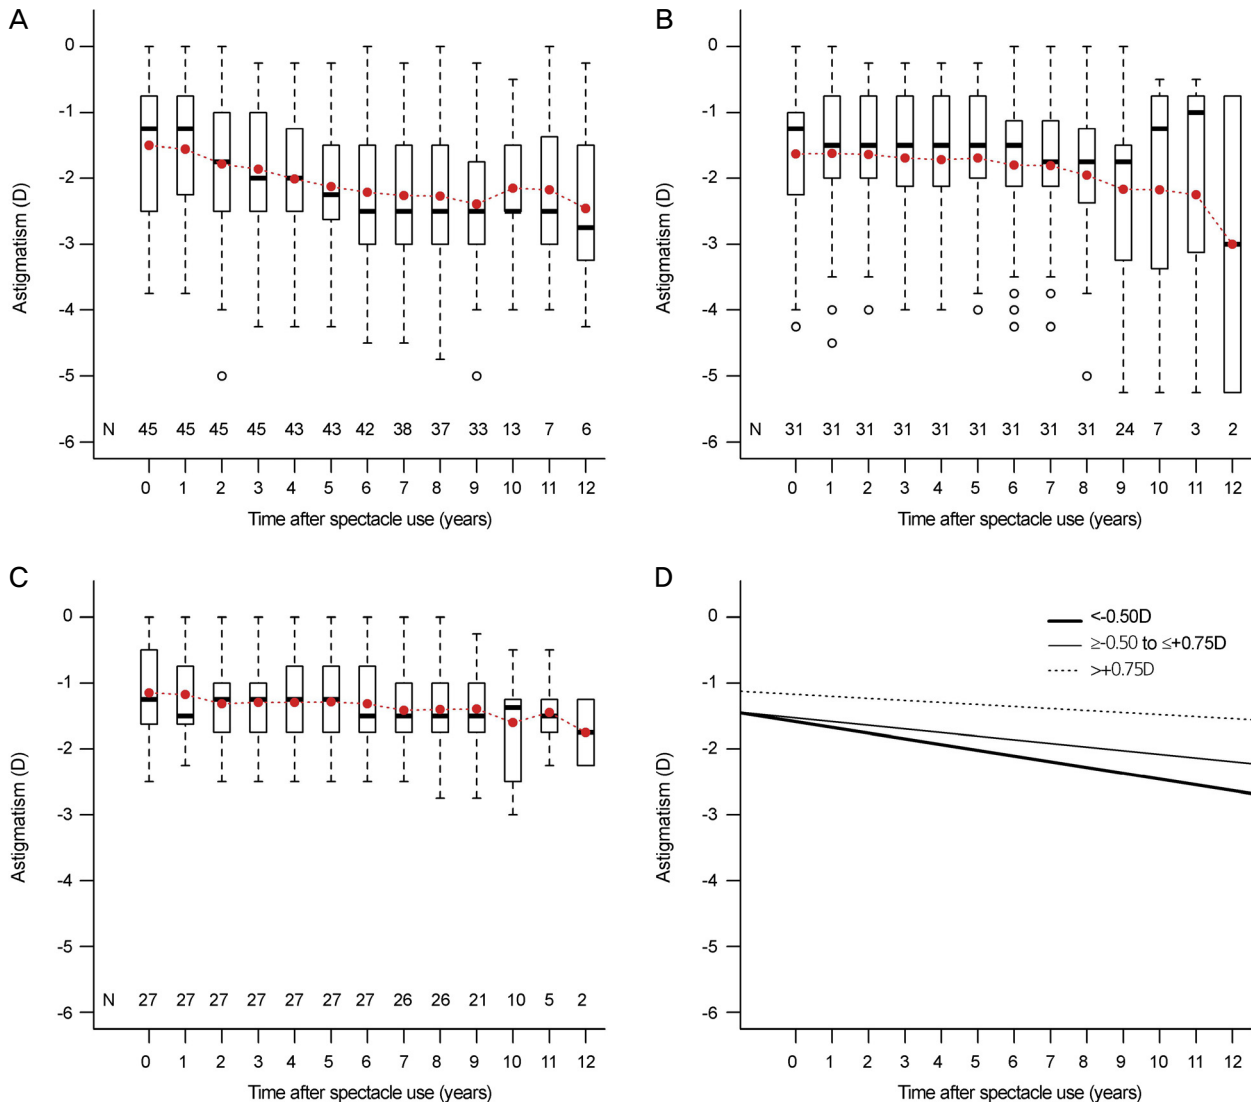 A
Astigmatism (D)
0
-1
-2
-3
-4
-5
-6
N 45 45 45 45 43 43 42 38 37 33 13 7 6
0 1 2 3 4 5 6 7 8 9 10 11 12
Time after spectacle use (years)
B
Astigmatism (D)
0
-1
-2
-3
-4
-5
-6
N 31 31 31 31 31 31 31 31 31 24 7 3 2
0 1 2 3 4 5 6 7 8 9 10 11 12
Time after spectacle use (years)
C
Astigmatism (D)
0
-1
-2
-3
-4
-5
-6
N 27 27 27 27 27 27 27 26 26 21 10 5 2
0 1 2 3 4 5 6 7 8 9 10 11 12
Time after spectacle use (years)
D
Astigmatism (D)
0
-1
-2
-3
-4
-5
-6
<-0.50D
≥-0.50 to ≤+0.75D
>+0.75D
0 1 2 3 4 5 6 7 8 9 10 11 12
Time after spectacle use (years)